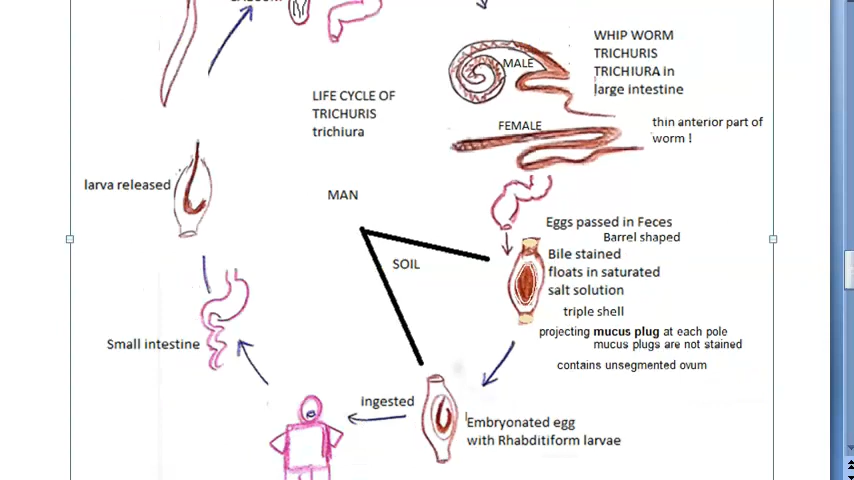 WHIP WORM
TRICHURIS
TRICHIURA in
large intestine
MALE
LIFE CYCLE OF
TRICHURIS
trichiura
FEMALE
thin anterior part of
worm !
larva released
MAN
Eggs passed in Feces
Barrel shaped
Bile stained
floats in saturated
salt solution
SOIL
triple shell
projecting mucus plug at each pole
mucus plugs are not stained
Small intestine
contains unsegmented ovum
ingested
Embryonated egg
with Rhabditiform larvae